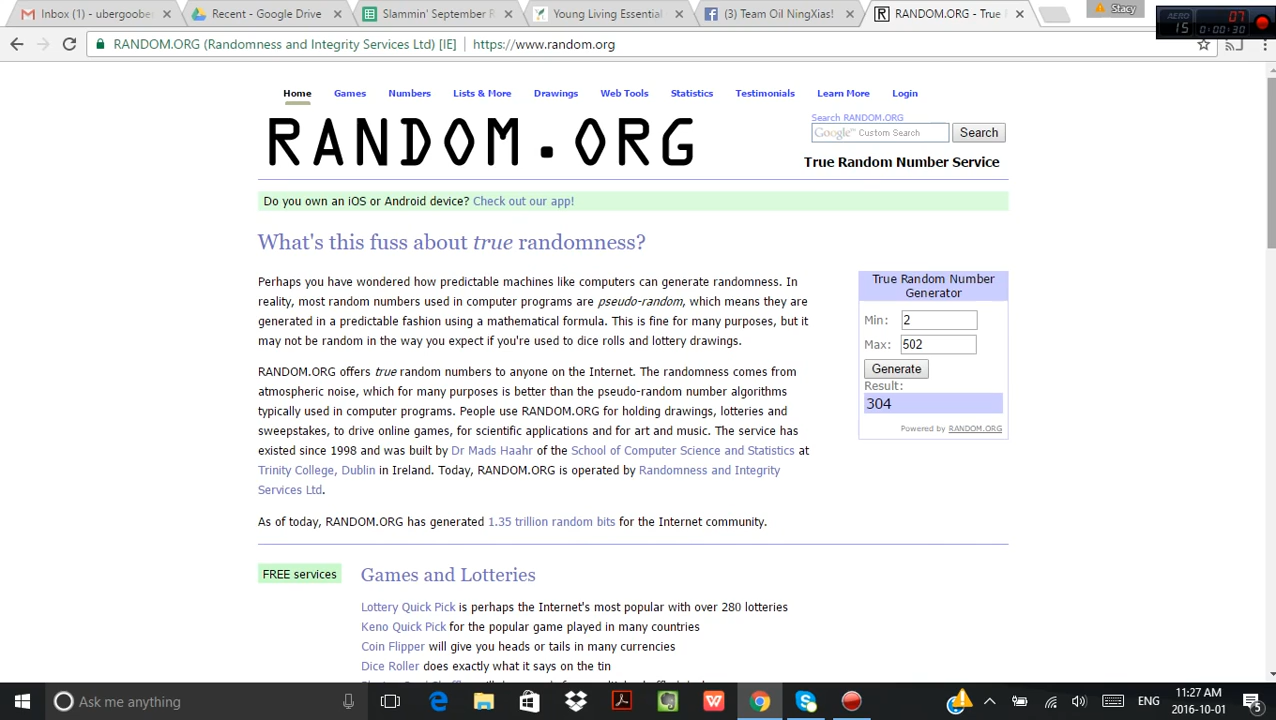 Inbox (1) - ubergoobe
Recent - Google Driv
Slammin' Septemb
Young Living Essential
(3) Team Oil Ninj Xias!
RANDOM.ORG - True
Stacy
AERO 15 07 0:00:30
RANDOM.ORG (Randomness and Integrity Services Ltd) [IE] https://www.random.org
Home Games Numbers Lists & More Drawings Web Tools Statistics Testimonials Learn More Login
RANDOM.ORG
Search RANDOM.ORG
Google™ Custom Search Search
True Random Number Service
Do you own an iOS or Android device? Check out our app!
What's this fuss about true randomness?
Perhaps you have wondered how predictable machines like computers can generate randomness. In
reality, most random numbers used in computer programs are pseudo-random, which means they are
generated in a predictable fashion using a mathematical formula. This is fine for many purposes, but it
may not be random in the way you expect if you're used to dice rolls and lottery drawings.
RANDOM.ORG offers true random numbers to anyone on the Internet. The randomness comes from
atmospheric noise, which for many purposes is better than the pseudo-random number algorithms
typically used in computer programs. People use RANDOM.ORG for holding drawings, lotteries and
sweepstakes, to drive online games, for scientific applications and for art and music. The service has
existed since 1998 and was built by Dr Mads Haahr of the School of Computer Science and Statistics at
Trinity College, Dublin in Ireland. Today, RANDOM.ORG is operated by Randomness and Integrity
Services Ltd.
As of today, RANDOM.ORG has generated 1.35 trillion random bits for the Internet community.
True Random Number
Generator
Min: 2
Max: 502
Generate
Result:
304
Powered by RANDOM.ORG
FREE services
Games and Lotteries
Lottery Quick Pick is perhaps the Internet's most popular with over 280 lotteries
Keno Quick Pick for the popular game played in many countries
Coin Flipper will give you heads or tails in many currencies
Dice Roller does exactly what it says on the tin
Ask me anything
ENG
11:27 AM
2016-10-01
5